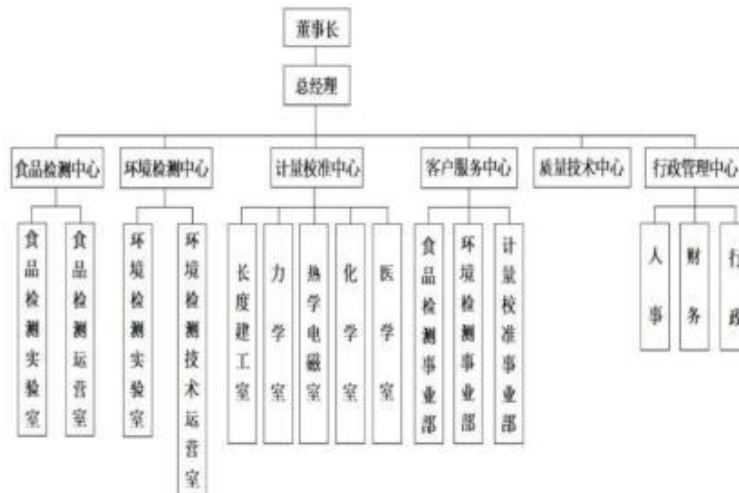 董事长
总经理
食品检测中心
环境检测中心
计量校准中心
客户服务中心
质量技术中心
行政管理中心
食品检测实验室
食品检测运营室
环境检测实验室
环境检测技术运营室
长度建工室
力学室
热学电磁室
化学室
医学室
食品检测事业部
环境检测事业部
计量校准事业部
人事
财务
行政